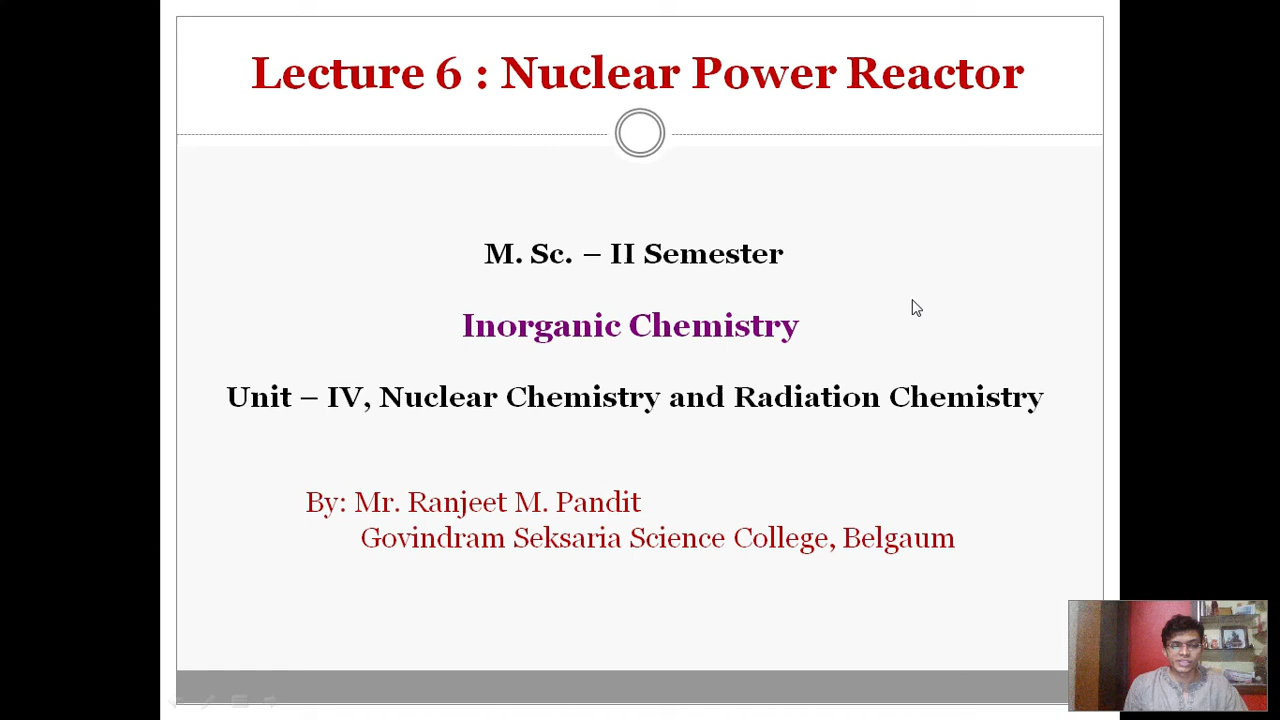 Lecture 6 : Nuclear Power Reactor
M. Sc. – II Semester
Inorganic Chemistry
Unit – IV, Nuclear Chemistry and Radiation Chemistry
By: Mr. Ranjeet M. Pandit
Govindram Seksaria Science College, Belgaum